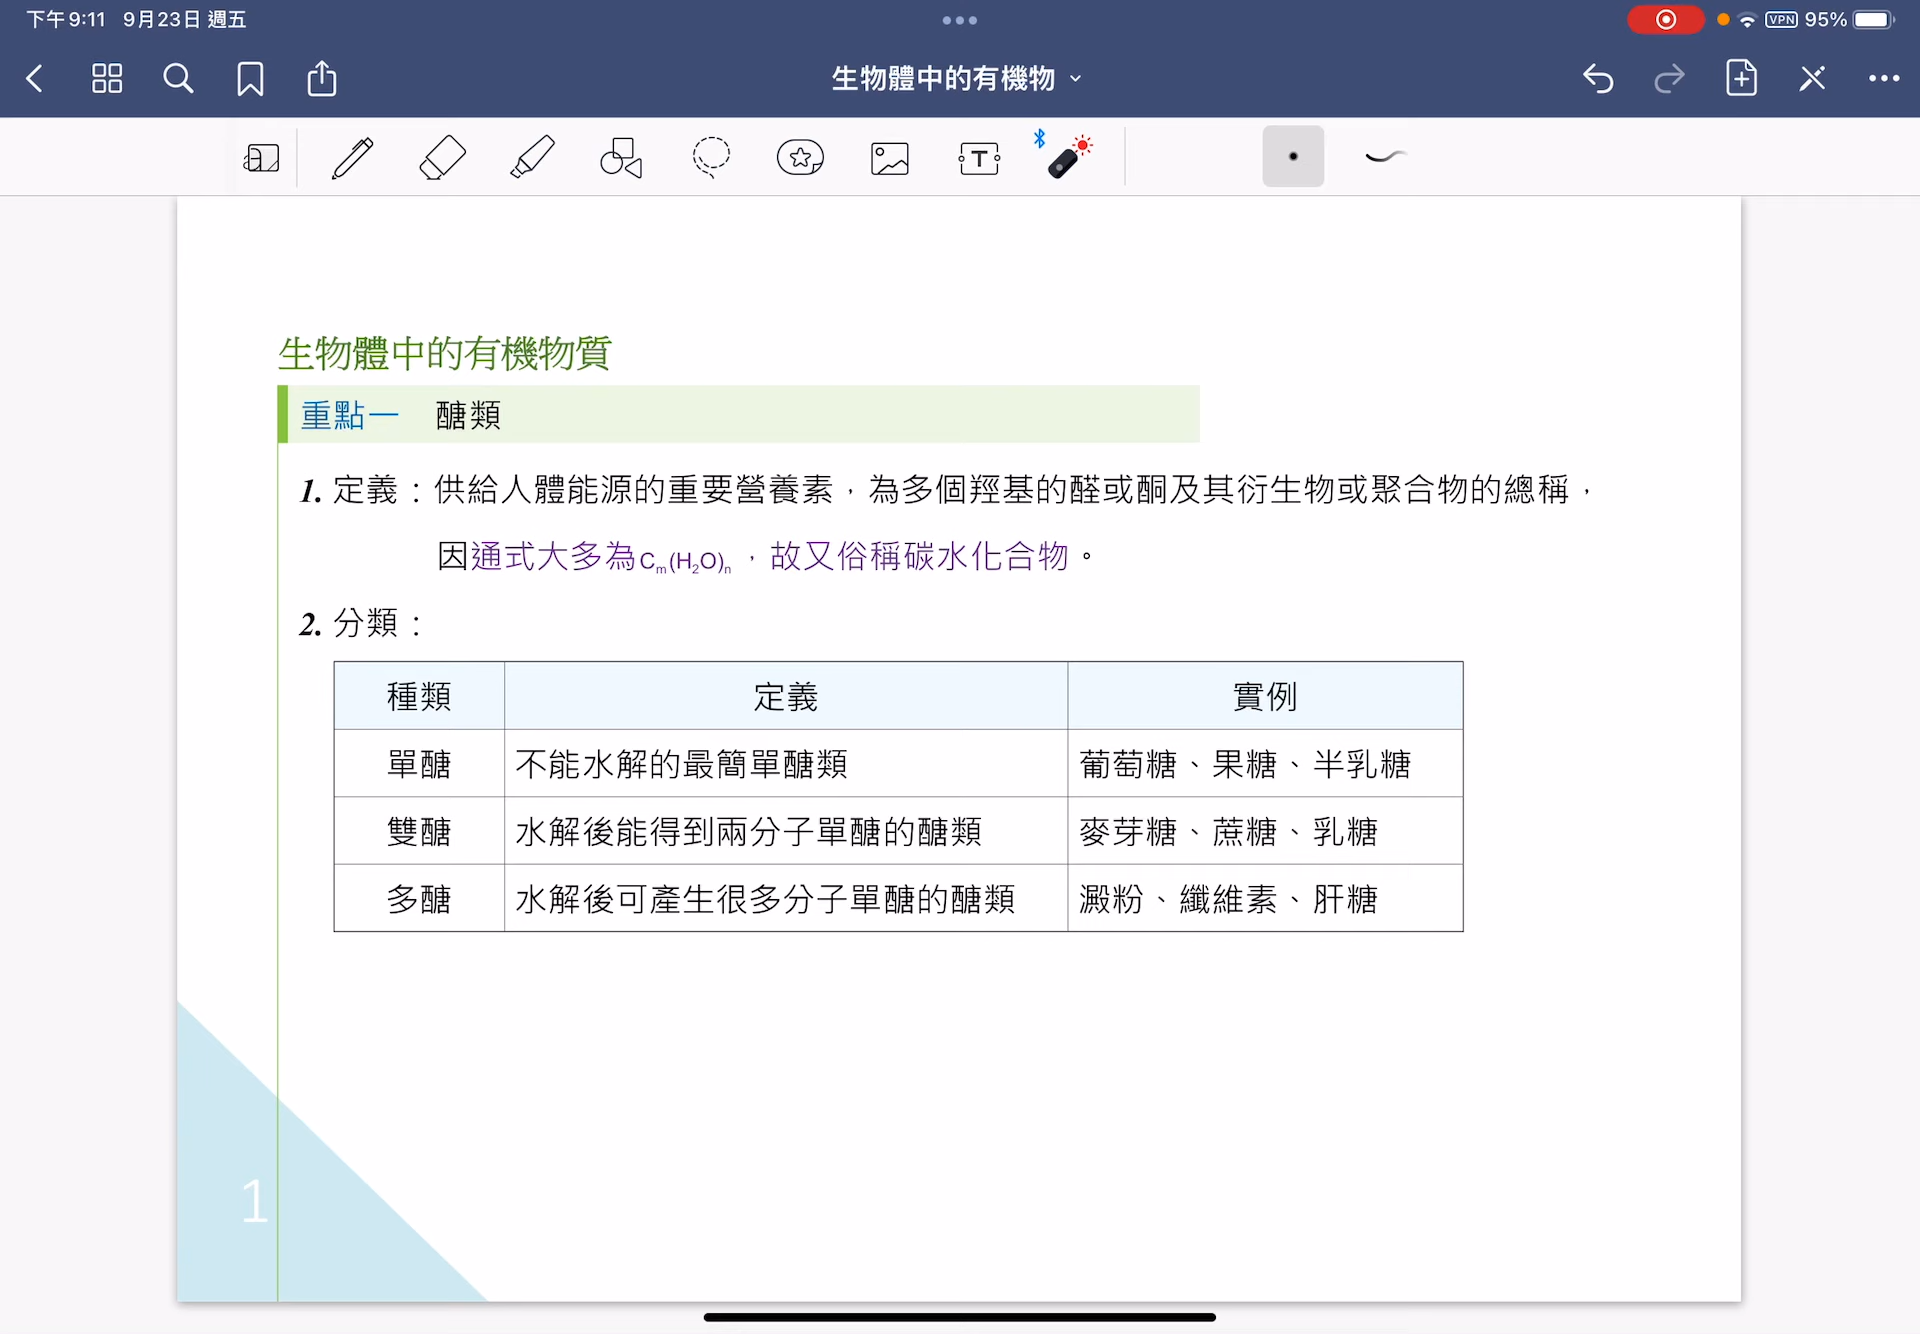 下午9:11 9月23日 週五
VPN 95%
生物體中的有機物
T
生物體中的有機物質
重點一 醣類
1. 定義：供給人體能源的重要營養素，為多個羥基的醛或酮及其衍生物或聚合物的總稱，
因通式大多為Cm(H2O)n，故又俗稱碳水化合物。
2. 分類：
種類 定義 實例
單醣 不能水解的最簡單醣類 葡萄糖、果糖、半乳糖
雙醣 水解後能得到兩分子單醣的醣類 麥芽糖、蔗糖、乳糖
多醣 水解後可產生很多分子單醣的醣類 澱粉、纖維素、肝糖
1